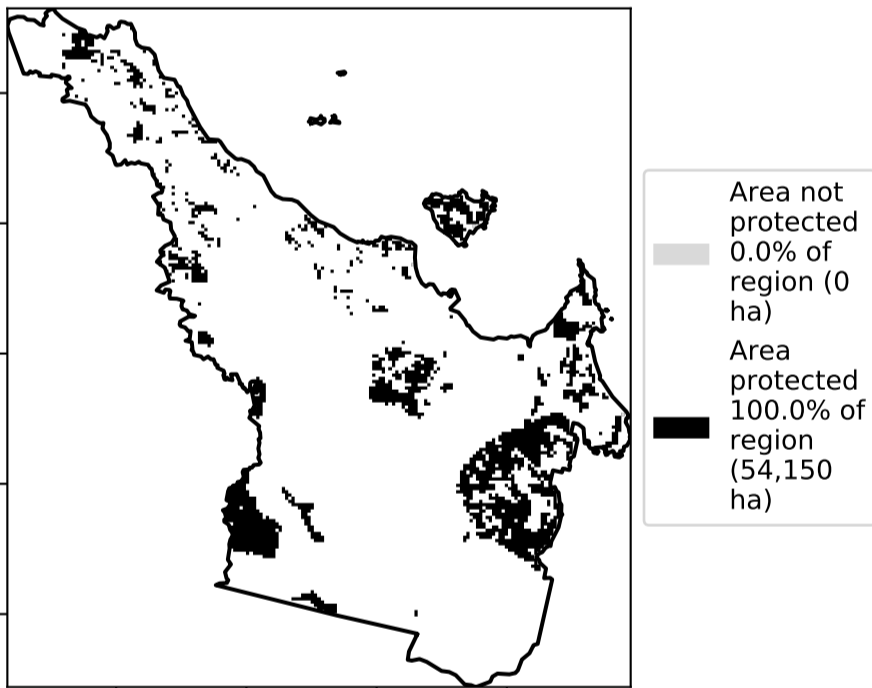 Area not
protected
0.0% of
region (0
ha)
Area
protected
100.0% of
region
(54,150
ha)